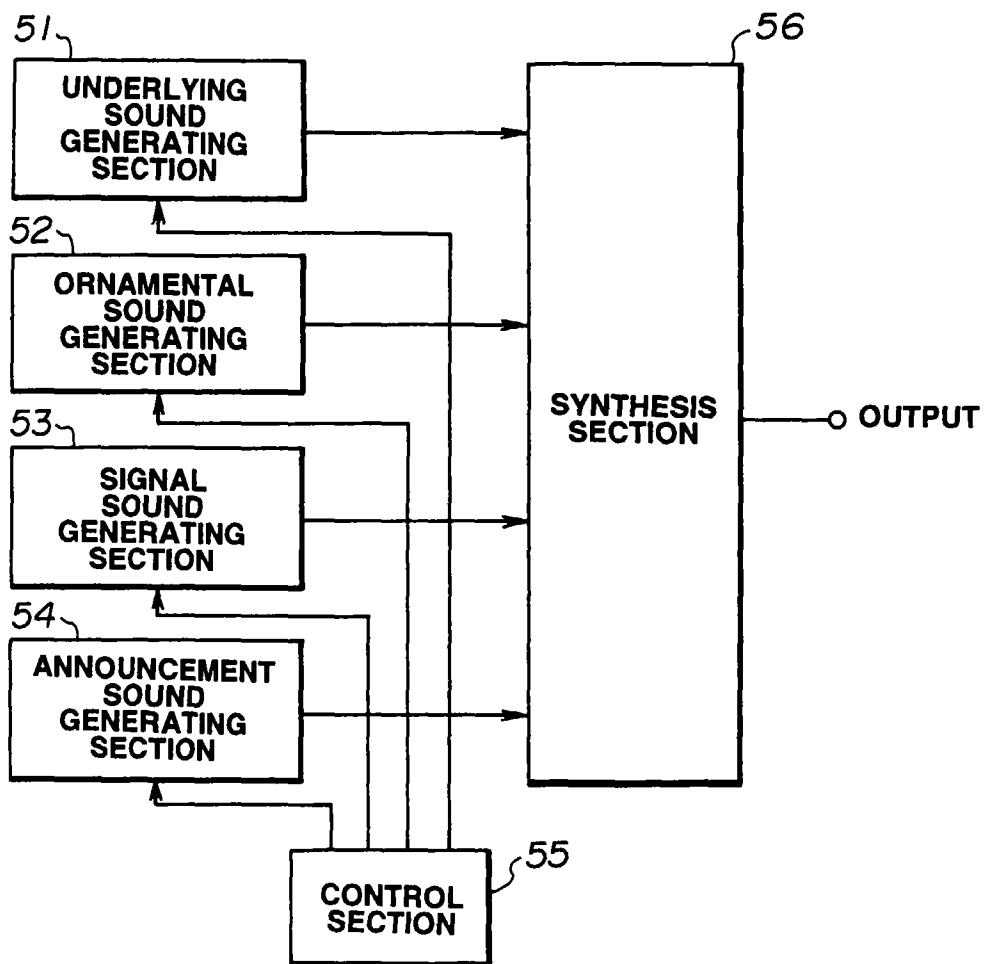 51
UNDERLYING
SOUND
GENERATING
SECTION
52
ORNAMENTAL
SOUND
GENERATING
SECTION
53
SIGNAL
SOUND
GENERATING
SECTION
54
ANNOUNCEMENT
SOUND
GENERATING
SECTION
55
CONTROL
SECTION
56
SYNTHESIS
SECTION
OUTPUT